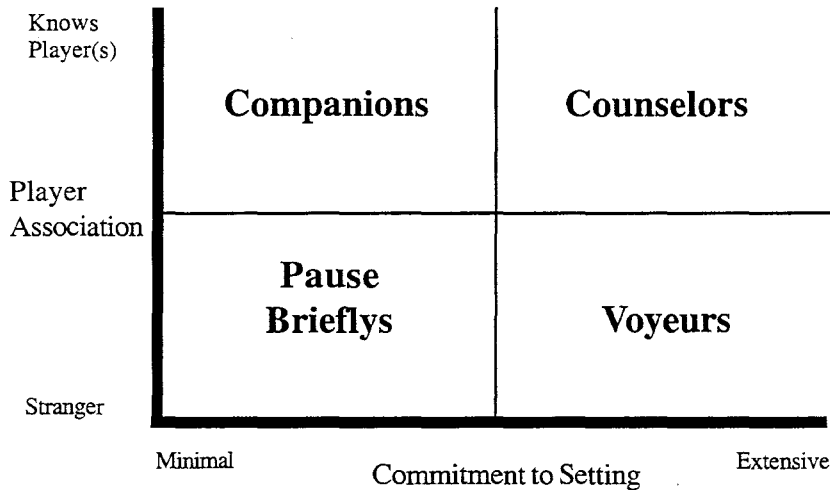 Knows
Player(s)
Companions
Counselors
Player
Association
Pause
Brieflys
Voyeurs
Stranger
Minimal
Commitment to Setting
Extensive